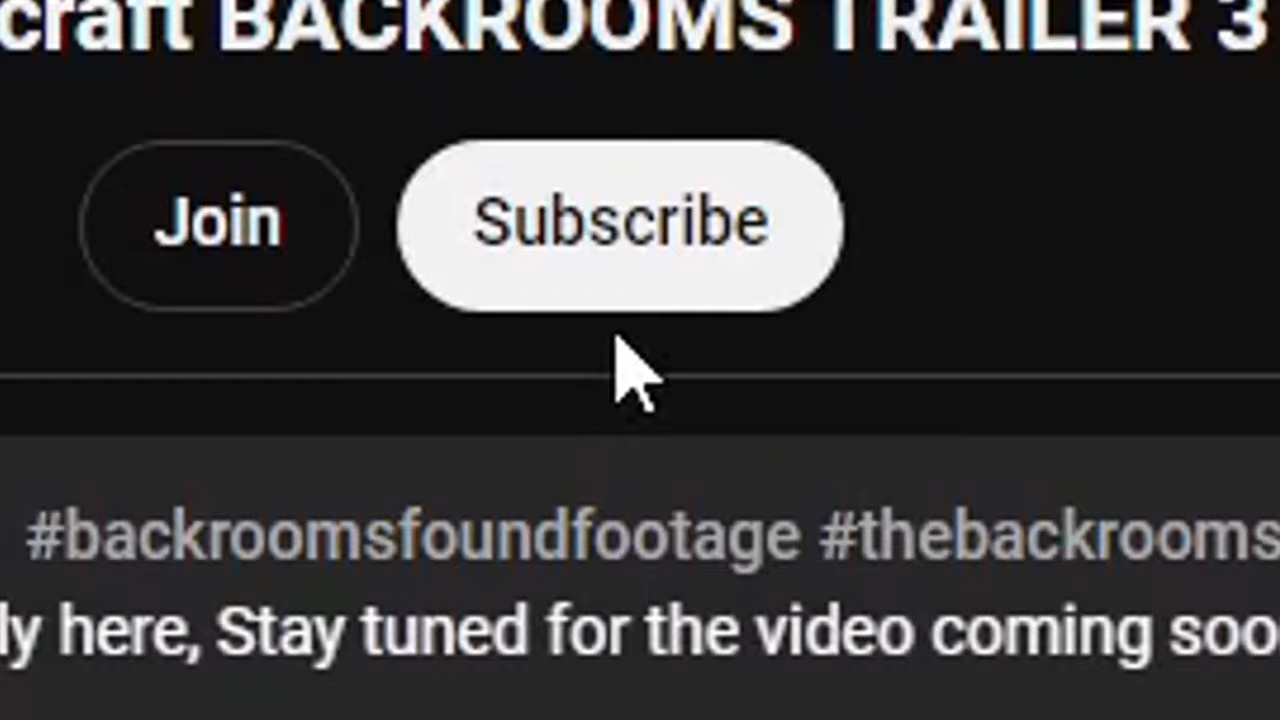 craft BACKROOMS TRAILER 3
Join
Subscribe
#backroomsfoundfootage #thebackrooms
ly here, Stay tuned for the video coming soo